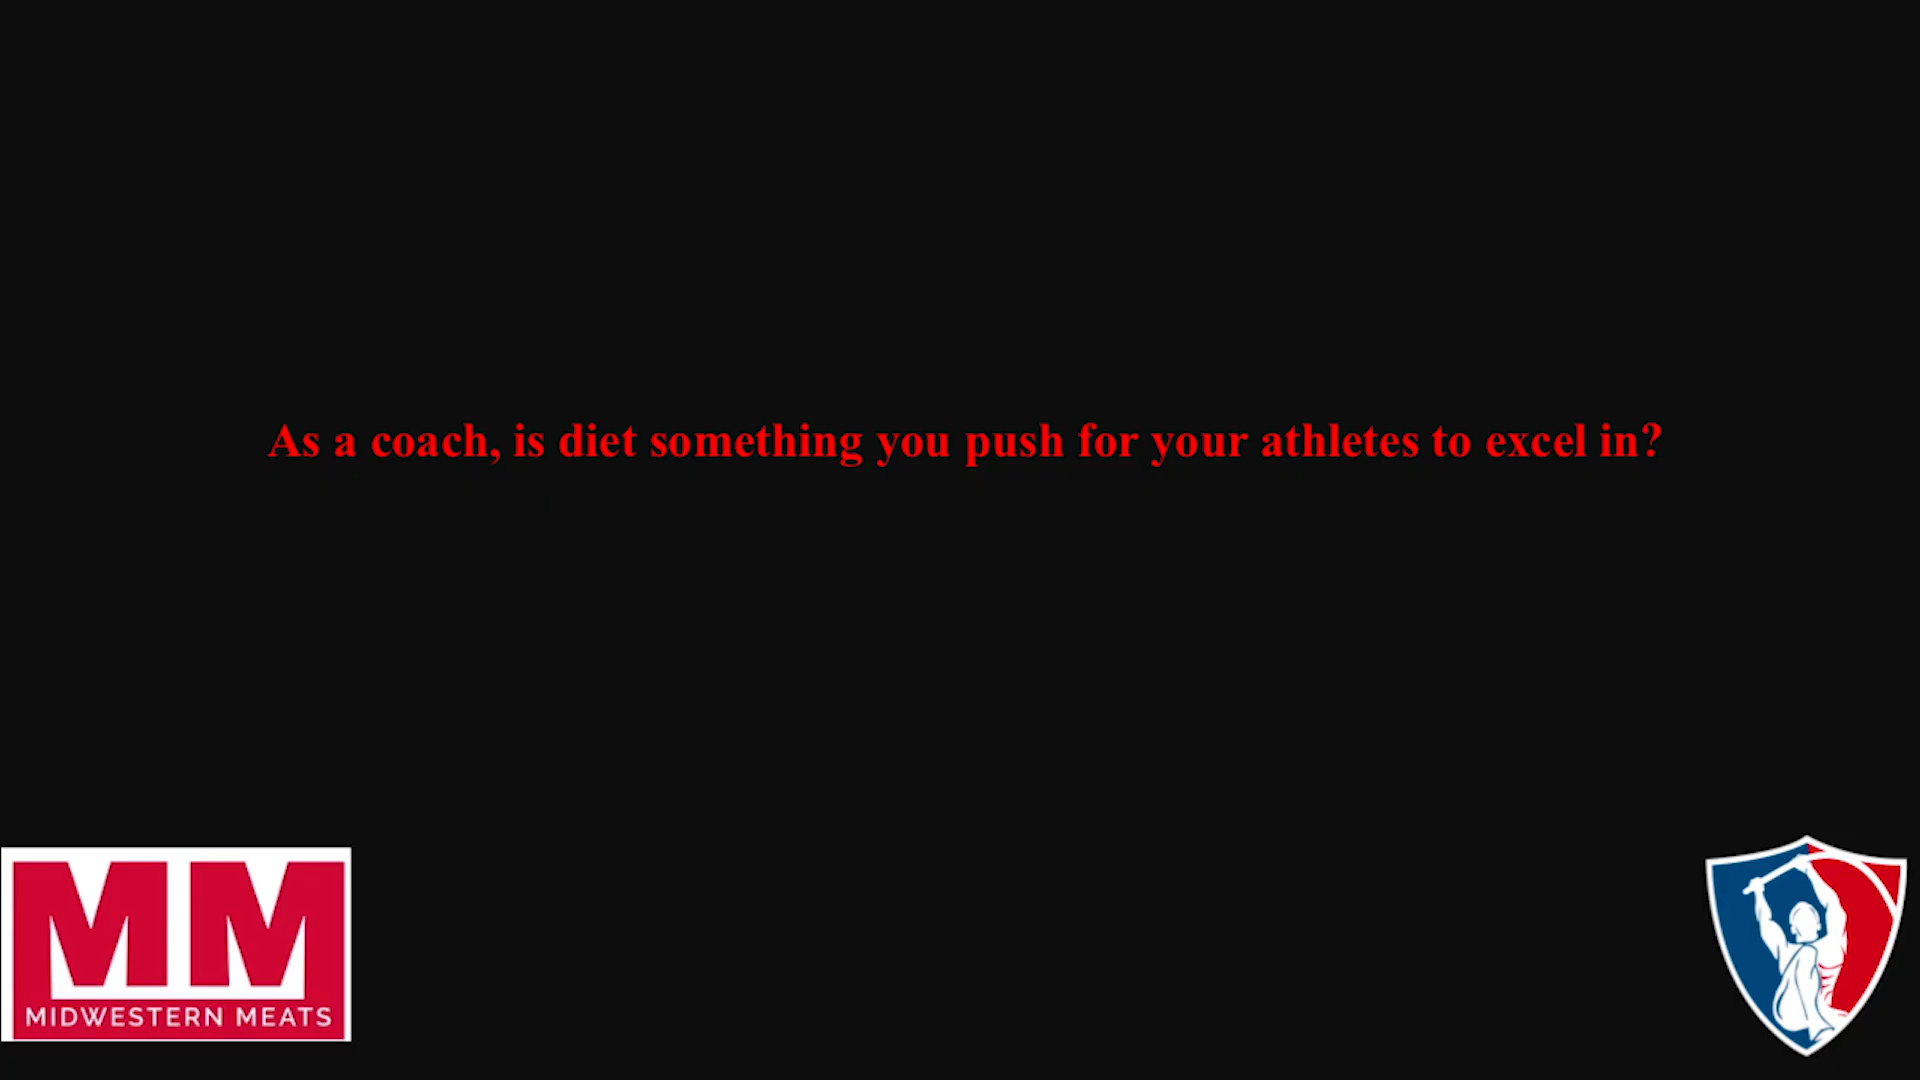 As a coach, is diet something you push for your athletes to excel in?
MM
MIDWESTERN MEATS